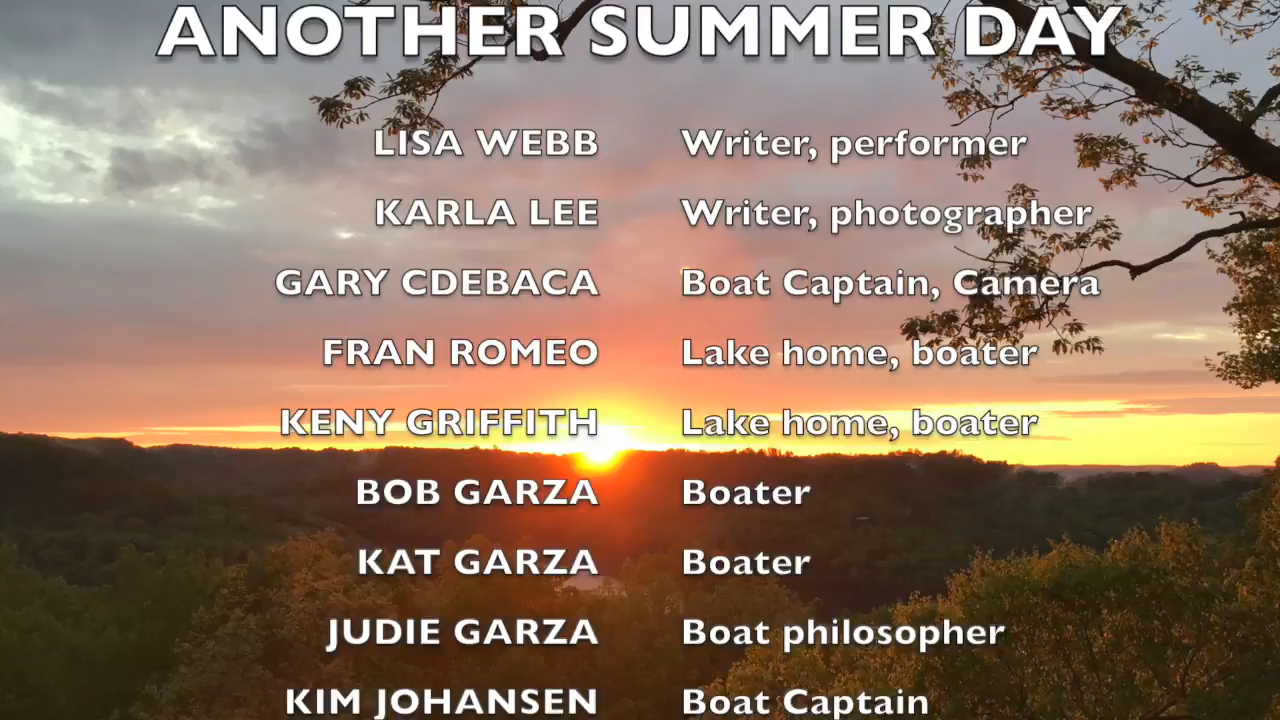 ANOTHER SUMMER DAY
LISA WEBB Writer, performer
KARLA LEE Writer, photographer
GARY CDEBACA Boat Captain, Camera
FRAN ROMEO Lake home, boater
KENY GRIFFITH Lake home, boater
BOB GARZA Boater
KAT GARZA Boater
JUDIE GARZA Boat philosopher
KIM JOHANSEN Boat Captain